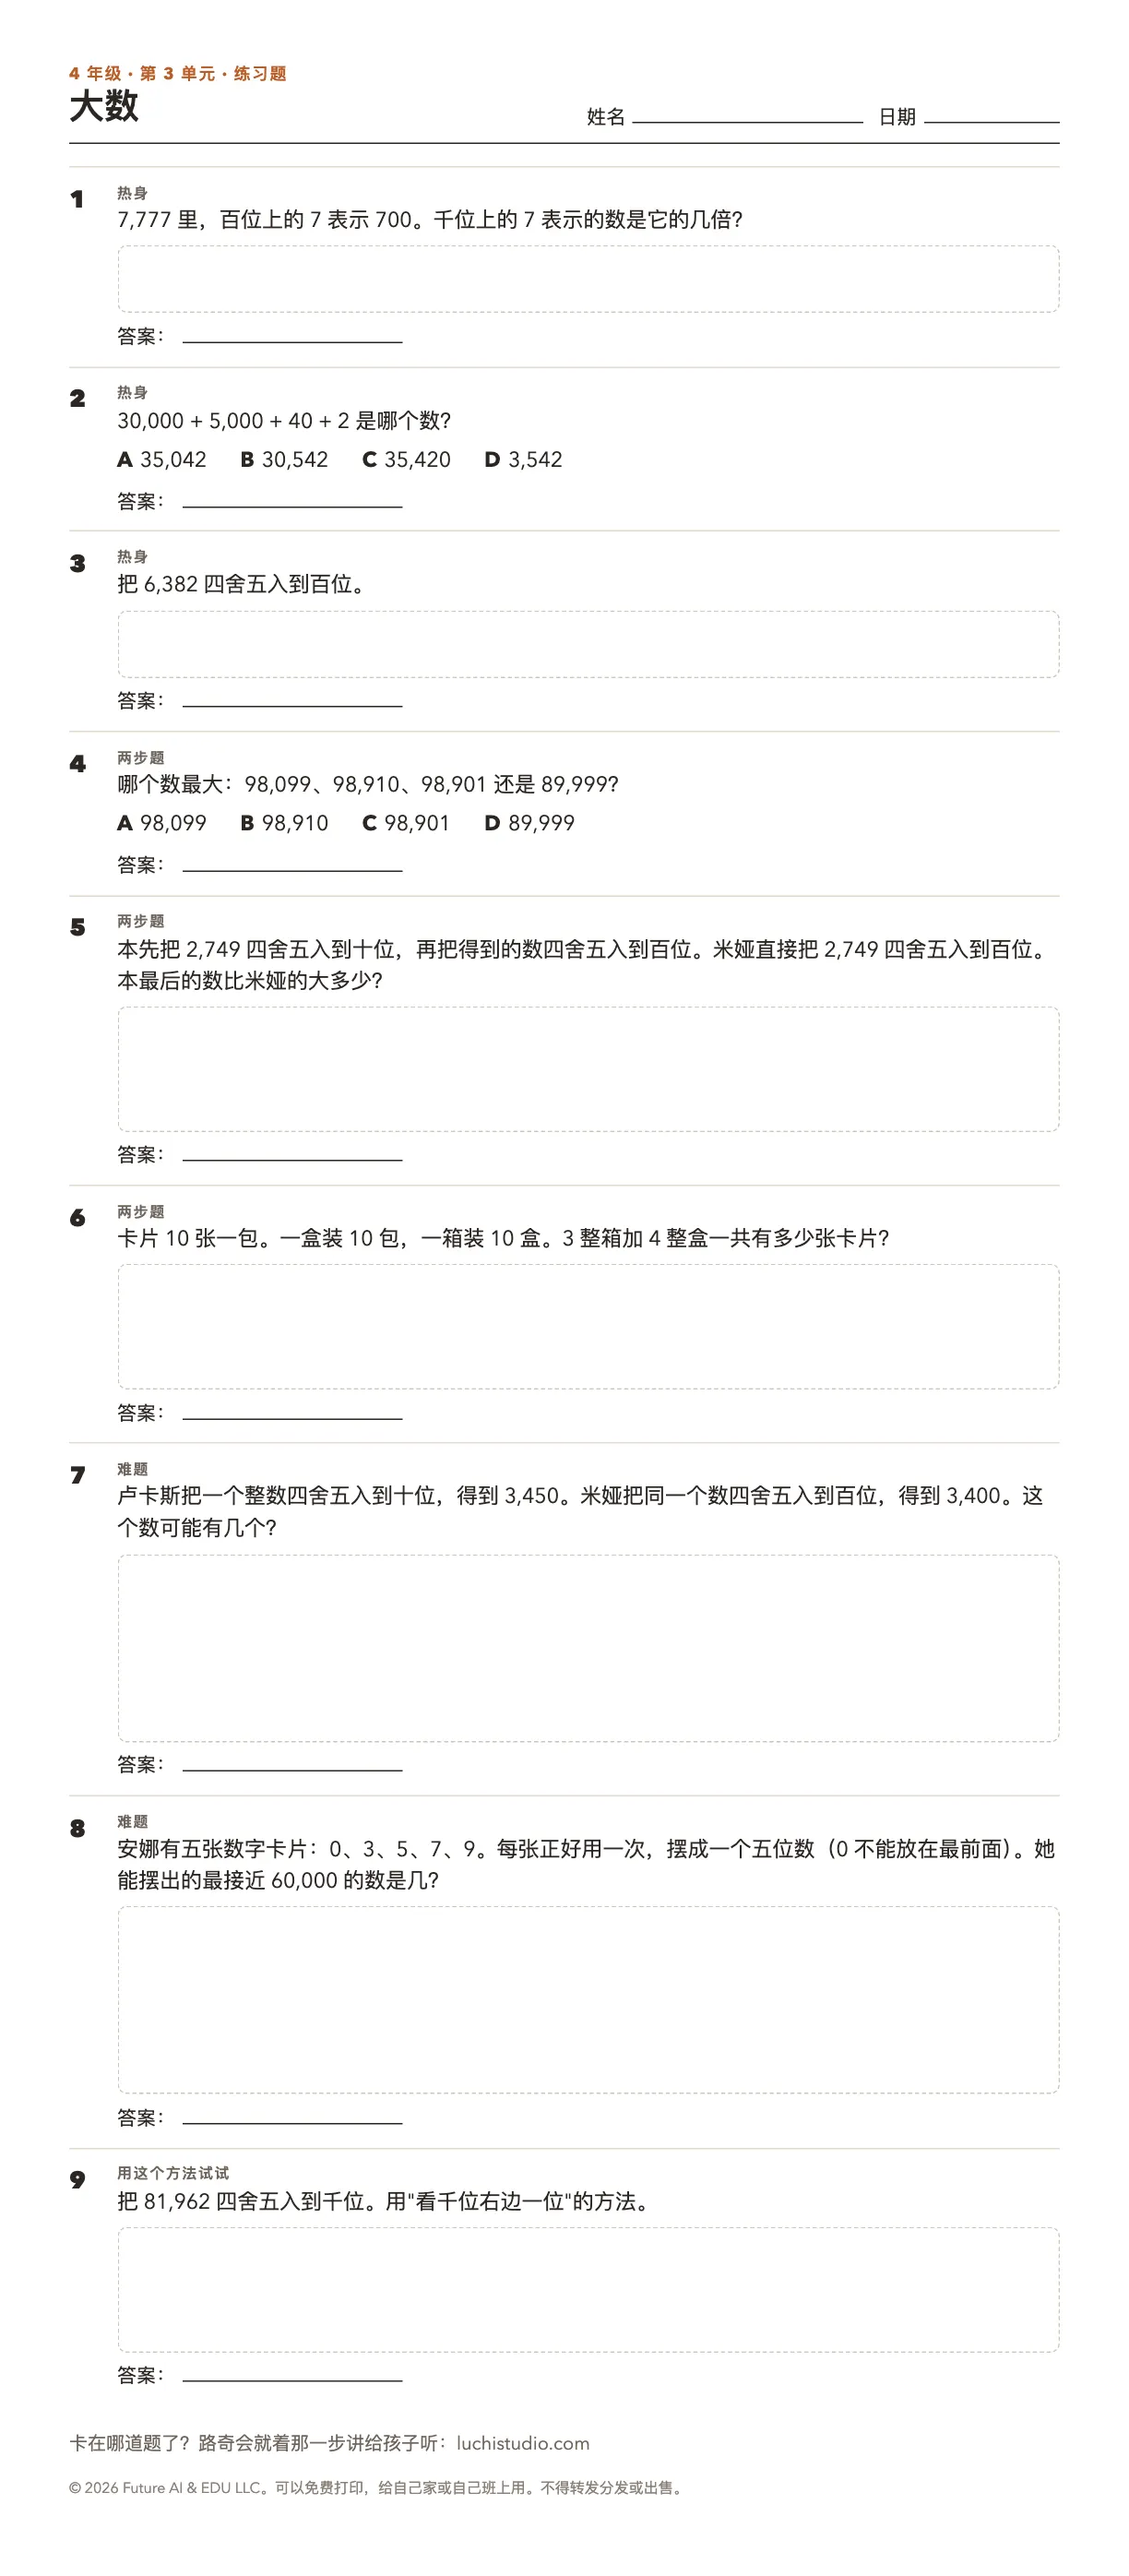 4 年级 · 第 3 单元 · 练习题
大数
姓名
日期
1
热身
7,777 里，百位上的 7 表示 700。千位上的 7 表示的数是它的几倍?
答案：
2
热身
30,000 + 5,000 + 40 + 2 是哪个数?
A 35,042 B 30,542 C 35,420 D 3,542
答案：
3
热身
把 6,382 四舍五入到百位。
答案：
4
两步题
哪个数最大：98,099、98,910、98,901 还是 89,999?
A 98,099 B 98,910 C 98,901 D 89,999
答案：
5
两步题
本先把 2,749 四舍五入到十位，再把得到的数四舍五入到百位。米娅直接把 2,749 四舍五入到百位。
本最后的数比米娅的大多少?
答案：
6
两步题
卡片 10 张一包。一盒装 10 包，一箱装 10 盒。3 整箱加 4 整盒一共有多少张卡片?
答案：
7
难题
卢卡斯把一个整数四舍五入到十位，得到 3,450。米娅把同一个数四舍五入到百位，得到 3,400。这
个数可能有几个?
答案：
8
难题
安娜有五张数字卡片：0、3、5、7、9。每张正好用一次，摆成一个五位数（0 不能放在最前面）。她
能摆出的最接近 60,000 的数是几?
答案：
9
用这个方法试试
把 81,962 四舍五入到千位。用"看千位右边一位"的方法。
答案：
卡在哪道题了？路奇会就着那一步讲给孩子听：luchistudio.com
© 2026 Future AI & EDU LLC。可以免费打印，给自己家或自己班上用。不得转发分发或出售。